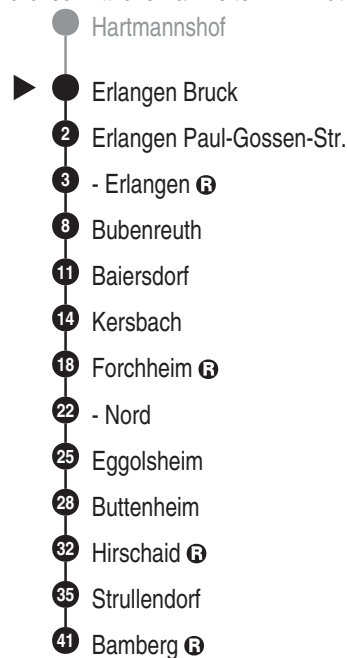 Hartmannshof
Erlangen Bruck
2 Erlangen Paul-Gossen-Str.
3 - Erlangen R
8 Bubenreuth
11 Baiersdorf
14 Kersbach
18 Forchheim R
22 - Nord
25 Eggolsheim
28 Buttenheim
32 Hirschaid R
35 Strullendorf
41 Bamberg R